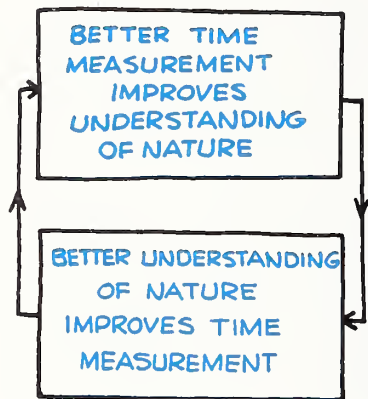 BETTER TIME
MEASUREMENT
IMPROVES
UNDERSTANDING
OF NATURE
BETTER UNDERSTANDING
OF NATURE
IMPROVES TIME
MEASUREMENT